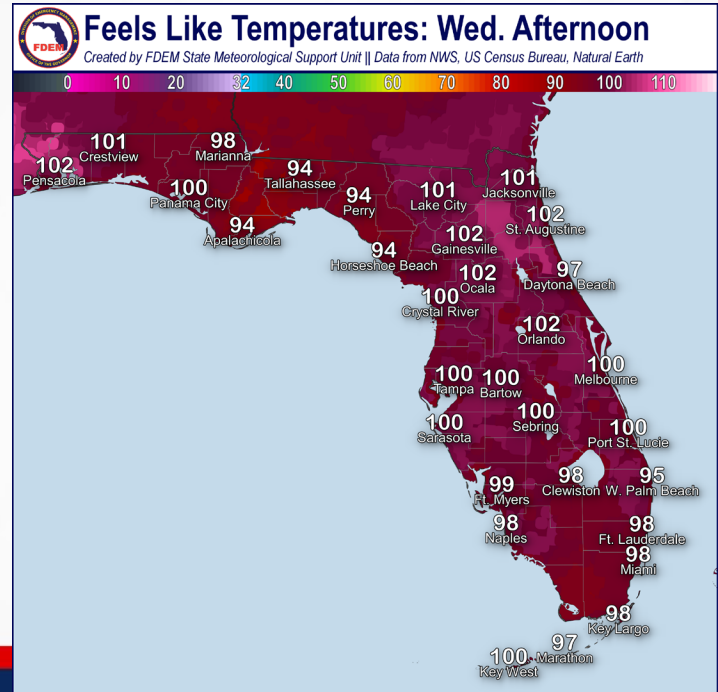 Feels Like Temperatures: Wed. Afternoon
Created by FDEM State Meteorological Support Unit || Data from NWS, US Census Bureau, Natural Earth
FDEM
0 10 20 32 40 50 60 70 80 90 100 110
101
Crestview
98
Marianna
102
Pensacola
94
Tallahassee
100
Panama City
94
Perry
101
Lake City
101
Jacksonville
94
Apalachicola
102
St. Augustine
102
Gainesville
94
Horseshoe Beach
102
Ocala
97
Daytona Beach
100
Crystal River
102
Orlando
100
Melbourne
100
Tampa
100
Bartow
100
Sebring
100
Sarasota
100
Port St. Lucie
99
Ft. Myers
98
Clewiston
95
W. Palm Beach
98
Naples
98
Ft. Lauderdale
98
Miami
98
Key Largo
97
Marathon
100
Key West